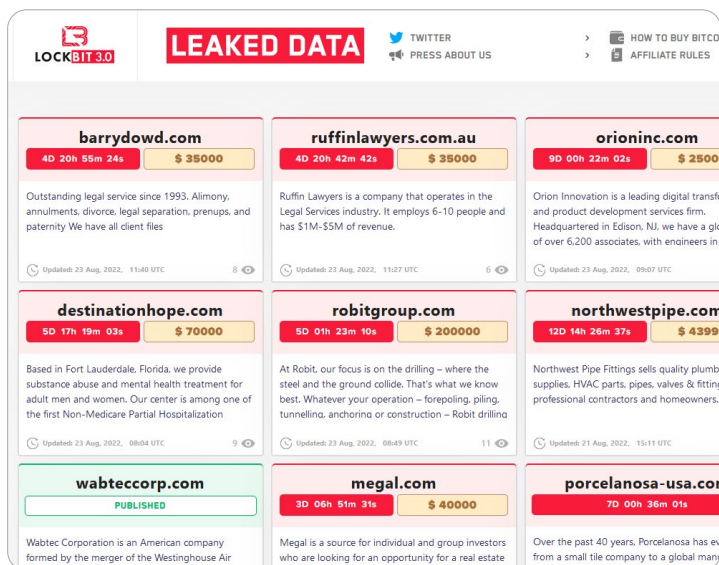 LOCKBIT 3.0
LEAKED DATA
TWITTER
PRESS ABOUT US
> HOW TO BUY BITCO
> AFFILIATE RULES
barrydowd.com
4D 20h 55m 24s
$ 35000
Outstanding legal service since 1993. Alimony,
annulments, divorce, legal separation, prenups, and
paternity We have all client files
Updated: 23 Aug, 2022, 11:40 UTC
8
ruffinlawyers.com.au
4D 20h 42m 42s
$ 35000
Ruffin Lawyers is a company that operates in the
Legal Services industry. It employs 6-10 people and
has $1M-$5M of revenue.
Updated: 23 Aug, 2022, 11:27 UTC
6
orioninc.com
9D 00h 22m 02s
$ 2500
Orion Innovation is a leading digital transfo
and product development services firm.
Headquartered in Edison, NJ, we have a glo
of over 6,200 associates, with engineers in
Updated: 23 Aug, 2022, 09:07 UTC
destinationhope.com
5D 17h 19m 03s
$ 70000
Based in Fort Lauderdale, Florida, we provide
substance abuse and mental health treatment for
adult men and women. Our center is among one of
the first Non-Medicare Partial Hospitalization
Updated: 23 Aug, 2022, 08:04 UTC
9
robitgroup.com
5D 01h 23m 10s
$ 200000
At Robit, our focus is on the drilling – where the
steel and the ground collide. That's what we know
best. Whatever your operation – forepoling, piling,
tunnelling, anchoring or construction – Robit drilling
Updated: 23 Aug, 2022, 08:49 UTC
11
northwestpipe.com
12D 14h 26m 37s
$ 4399
Northwest Pipe Fittings sells quality plumb
supplies, HVAC parts, pipes, valves & fitting
professional contractors and homeowners.
Updated: 21 Aug, 2022, 15:11 UTC
wabteccorp.com
PUBLISHED
Wabtec Corporation is an American company
formed by the merger of the Westinghouse Air
megal.com
3D 06h 51m 31s
$ 40000
Megal is a source for individual and group investors
who are looking for an opportunity for a real estate
porcelanosa-usa.com
7D 00h 36m 01s
Over the past 40 years, Porcelanosa has ev
from a small tile company to a global man